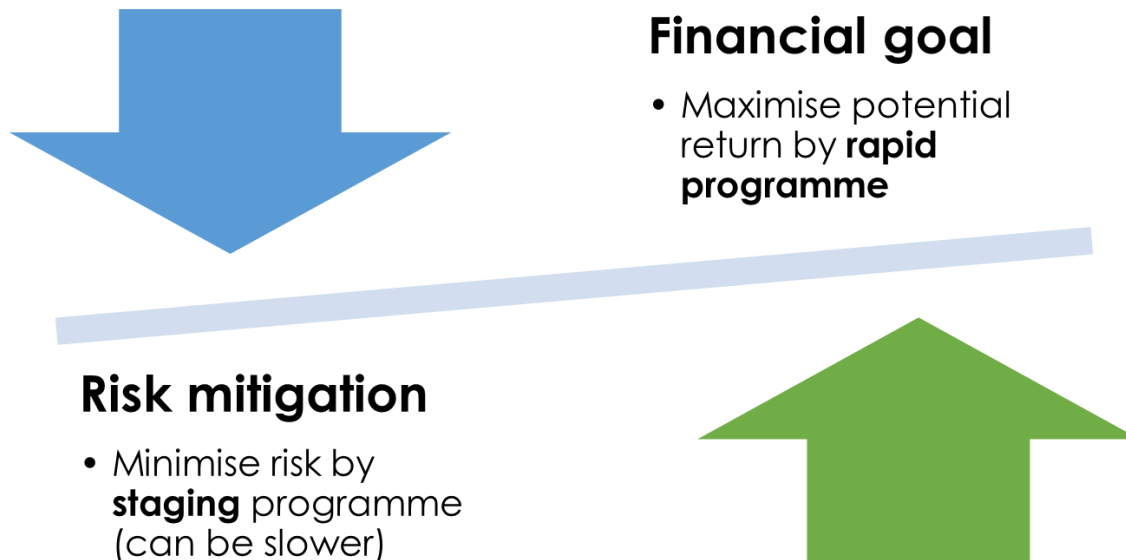 Financial goal
• Maximise potential
return by rapid
programme
Risk mitigation
• Minimise risk by
staging programme
(can be slower)